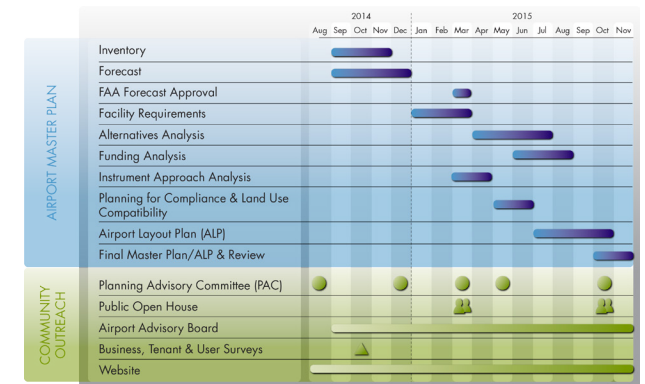 2014 2015
Aug Sep Oct Nov Dec Jan Feb Mar Apr May Jun Jul Aug Sep Oct Nov
AIRPORT MASTER PLAN
Inventory
Forecast
FAA Forecast Approval
Facility Requirements
Alternatives Analysis
Funding Analysis
Instrument Approach Analysis
Planning for Compliance & Land Use
Compatibility
Airport Layout Plan (ALP)
Final Master Plan/ALP & Review
COMMUNITY
OUTREACH
Planning Advisory Committee (PAC)
Public Open House
Airport Advisory Board
Business, Tenant & User Surveys
Website